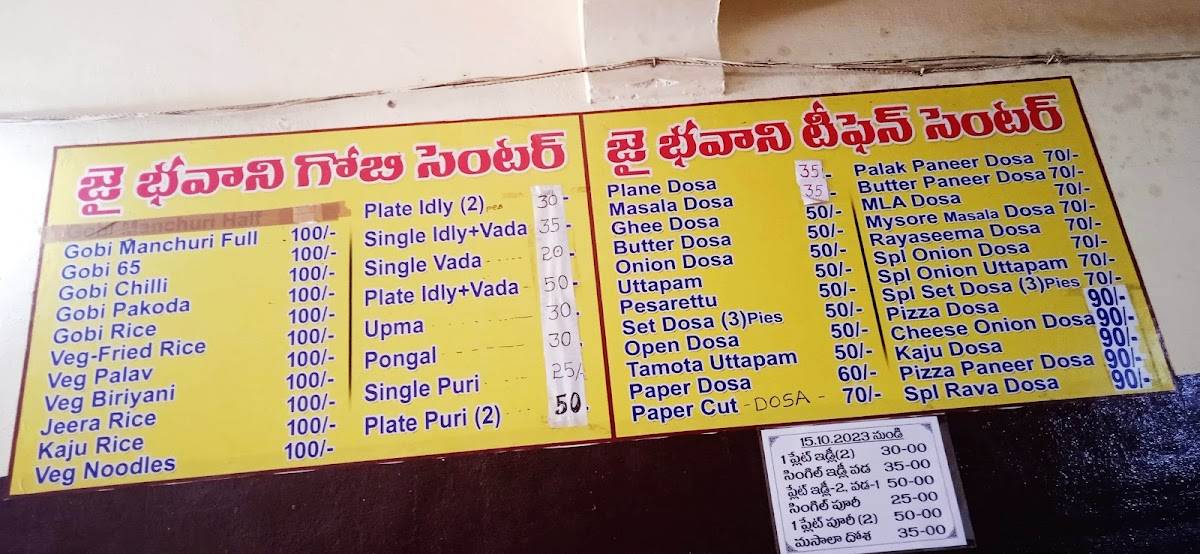 జై భవాని గోబి సెంటర్
Gobi Manchuri Half
Gobi Manchuri Full 100/-
Gobi 65 100/-
Gobi Chilli 100/-
Gobi Pakoda 100/-
Gobi Rice 100/-
Veg-Fried Rice 100/-
Veg Palav 100/-
Veg Biriyani 100/-
Jeera Rice 100/-
Kaju Rice 100/-
Veg Noodles 100/-
Plate Idly (2) Pies 30-
Single Idly+Vada 35-
Single Vada 20-
Plate Idly+Vada 50-
Upma 30.
Pongal 30.
Single Puri 25/-
Plate Puri (2) 50.
జై భవాని టీఫెన్ సెంటర్
Plane Dosa 35/-
Masala Dosa 35-
Ghee Dosa 50/-
Butter Dosa 50/-
Onion Dosa 50/-
Uttapam 50/-
Pesarettu 50/-
Set Dosa (3)Pies 50/-
Open Dosa 50/-
Tamota Uttapam 50/-
Paper Dosa 60/-
Paper Cut -DOSA- 70/-
Palak Paneer Dosa 70/-
Butter Paneer Dosa 70/-
MLA Dosa 70/-
Mysore Masala Dosa 70/-
Rayaseema Dosa 70/-
Spl Onion Dosa 70/-
Spl Onion Uttapam 70/-
Spl Set Dosa (3)Pies 70/-
Pizza Dosa 90/-
Cheese Onion Dosa 90/-
Kaju Dosa 90/-
Pizza Paneer Dosa 90/-
Spl Rava Dosa 90/-
15.10.2023 నుండి
1 ప్లేట్ ఇడ్లీ(2) 30-00
సింగిల్ ఇడ్లీ వడ 35-00
ప్లేట్ ఇడ్లీ-2, వడ-1 50-00
సింగిల్ పూరీ 25-00
1 ప్లేట్ పూరీ (2) 50-00
మసాలా దోశ 35-00